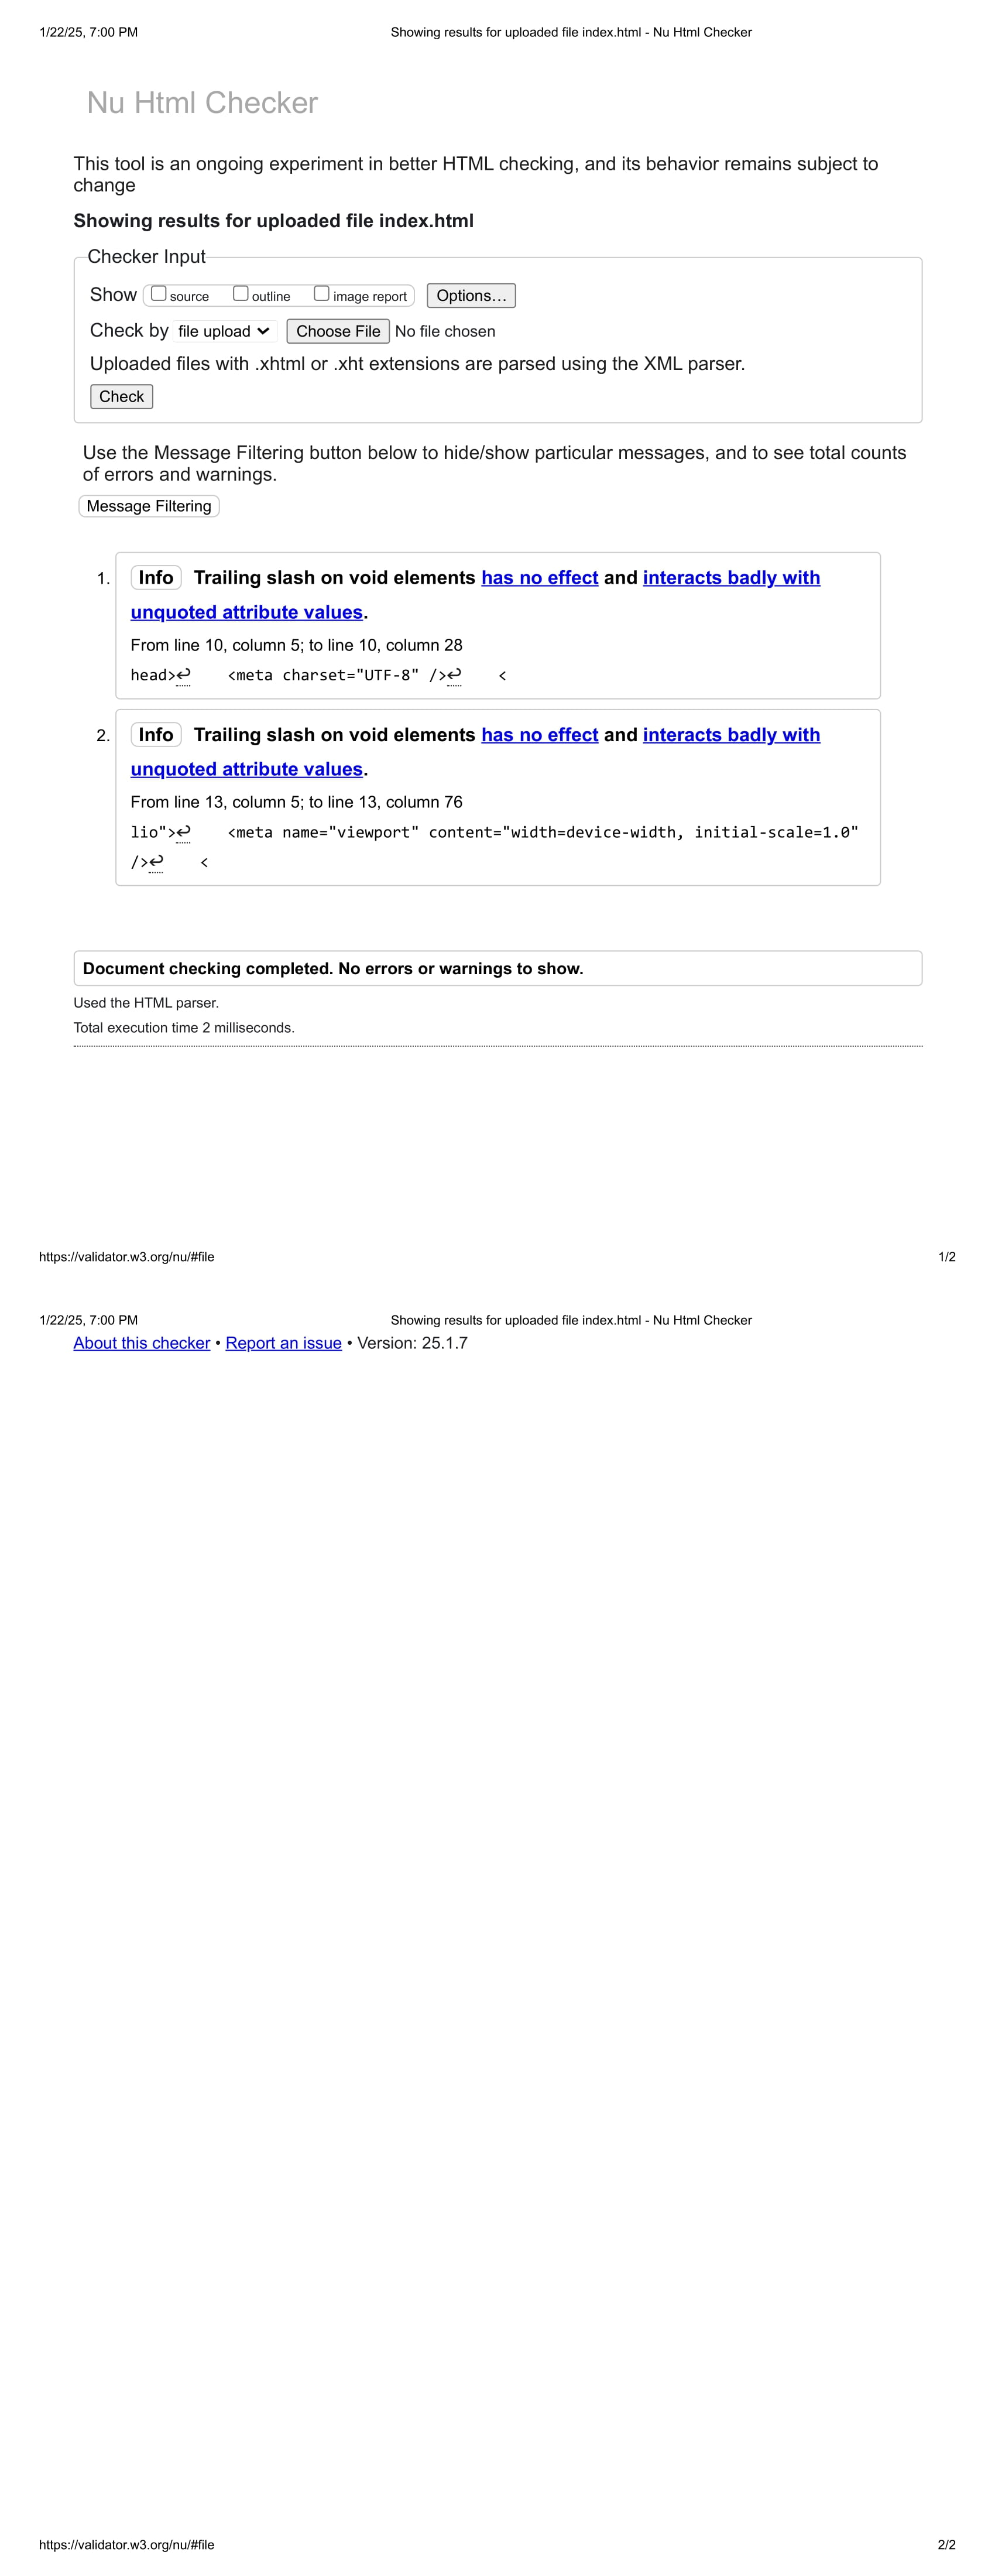 1/22/25, 7:00 PM Showing results for uploaded file index.html - Nu Html Checker
Nu Html Checker
This tool is an ongoing experiment in better HTML checking, and its behavior remains subject to
change
Showing results for uploaded file index.html
Checker Input
Show source outline image report Options…
Check by file upload Choose File No file chosen
Uploaded files with .xhtml or .xht extensions are parsed using the XML parser.
Check
Use the Message Filtering button below to hide/show particular messages, and to see total counts
of errors and warnings.
Message Filtering
1. Info Trailing slash on void elements has no effect and interacts badly with
unquoted attribute values.
From line 10, column 5; to line 10, column 28
head>↩    <meta charset="UTF-8" />↩    <
2. Info Trailing slash on void elements has no effect and interacts badly with
unquoted attribute values.
From line 13, column 5; to line 13, column 76
lio">↩    <meta name="viewport" content="width=device-width, initial-scale=1.0"
/>↩    <
Document checking completed. No errors or warnings to show.
Used the HTML parser.
Total execution time 2 milliseconds.
https://validator.w3.org/nu/#file 1/2
1/22/25, 7:00 PM Showing results for uploaded file index.html - Nu Html Checker
About this checker • Report an issue • Version: 25.1.7
https://validator.w3.org/nu/#file 2/2